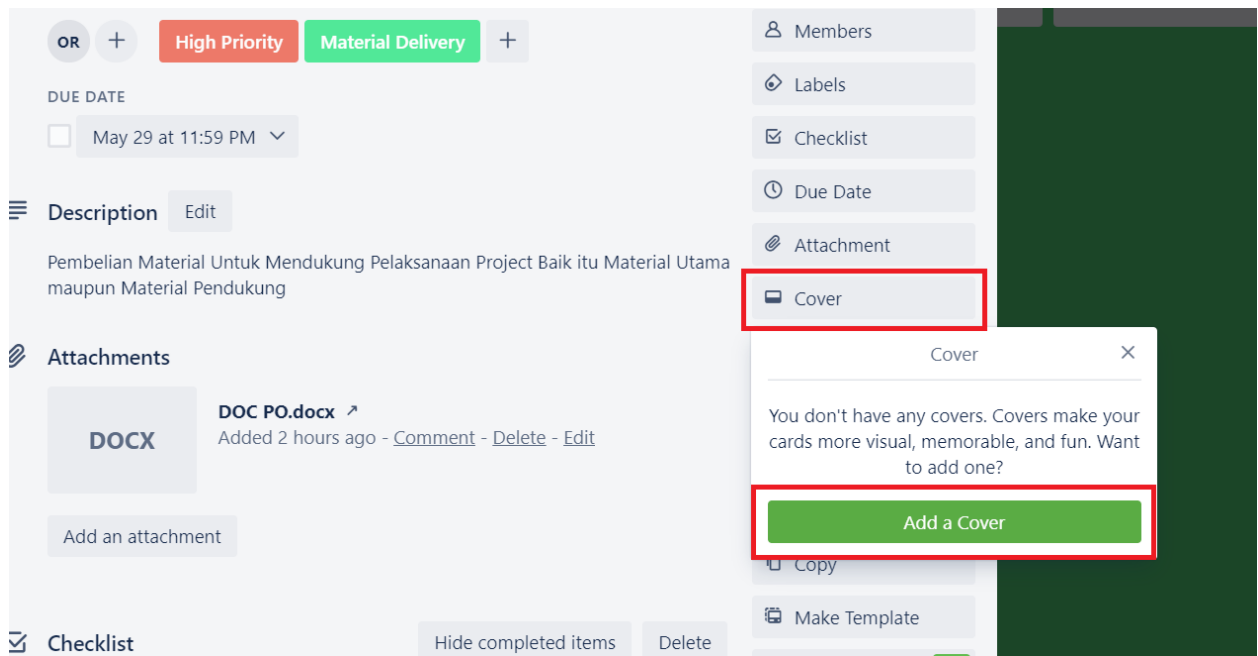 OR
High Priority
Material Delivery
DUE DATE
May 29 at 11:59 PM
Description
Edit
Pembelian Material Untuk Mendukung Pelaksanaan Project Baik itu Material Utama
maupun Material Pendukung
Attachments
DOCX
DOC PO.docx
Added 2 hours ago - Comment - Delete - Edit
Add an attachment
Checklist
Hide completed items
Delete
Members
Labels
Checklist
Due Date
Attachment
Cover
Cover
You don't have any covers. Covers make your
cards more visual, memorable, and fun. Want
to add one?
Add a Cover
Copy
Make Template